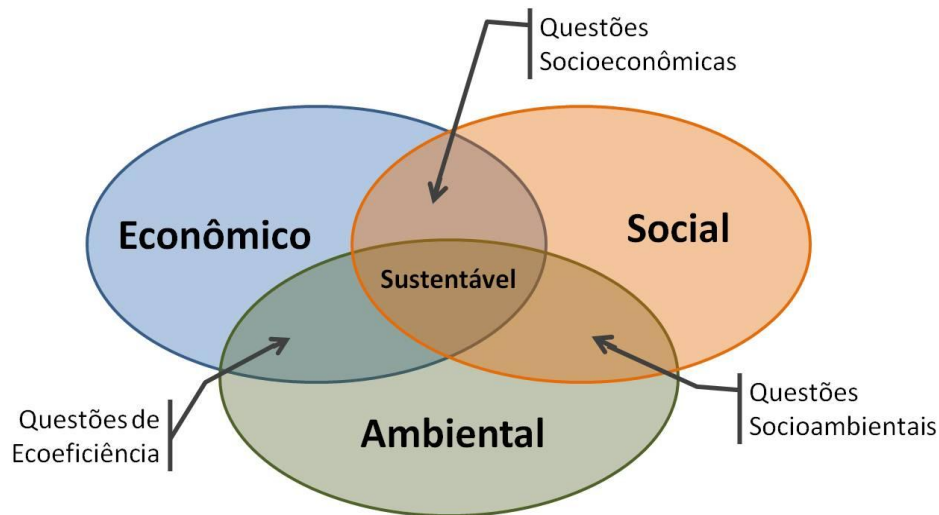 Questões
Socioeconômicas
Econômico
Social
Sustentável
Questões de
Ecoeficiência
Ambiental
Questões
Socioambientais